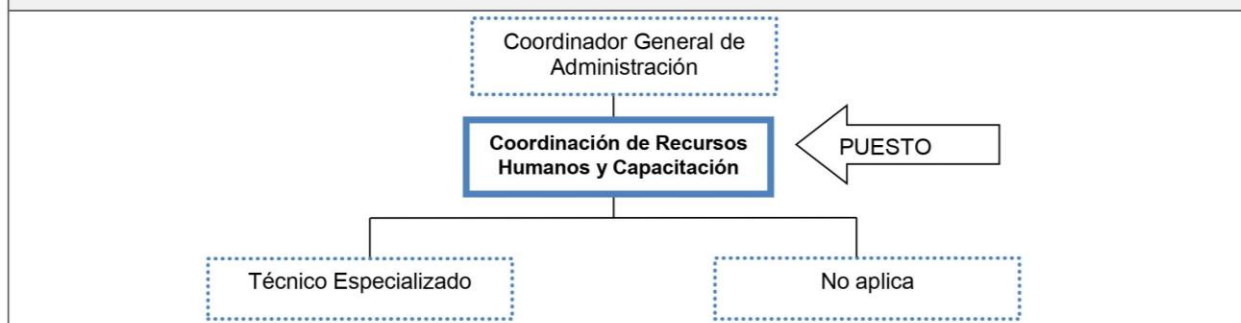 Coordinador General de
Administración
Coordinación de Recursos
Humanos y Capacitación
PUESTO
Técnico Especializado
No aplica